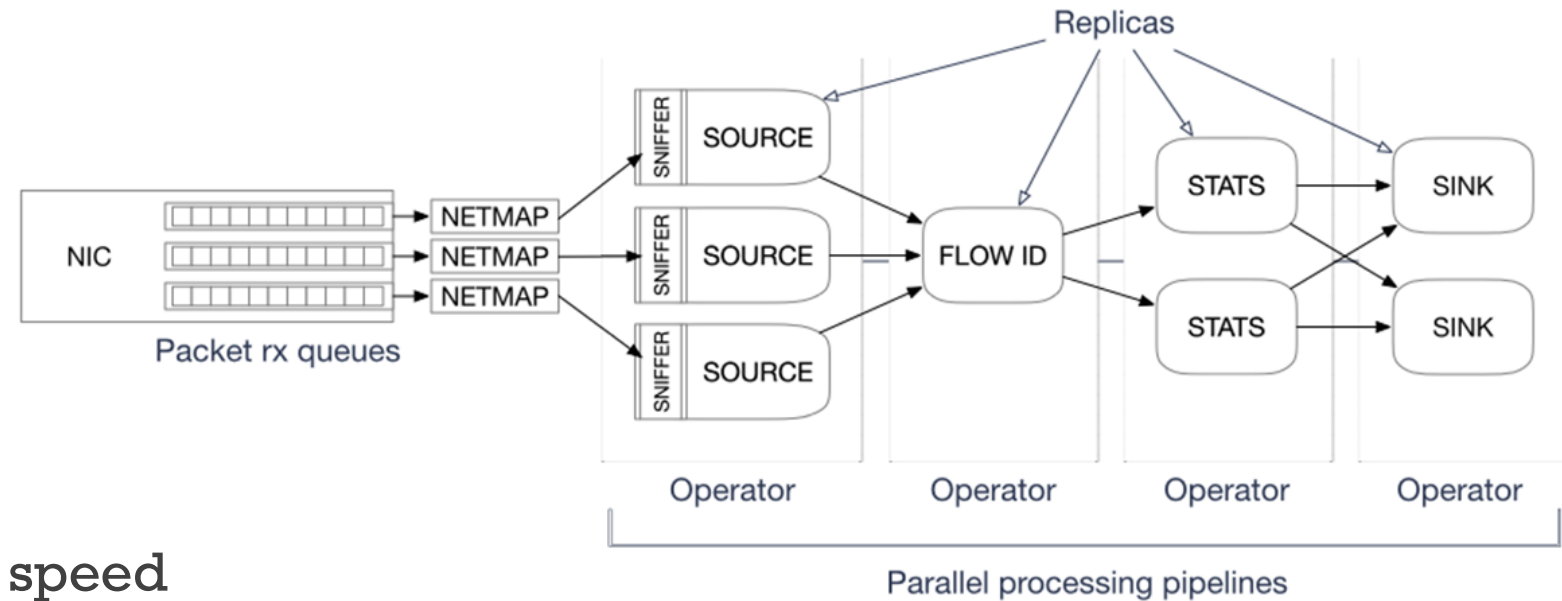 Replicas
SNIFFER SOURCE
STATS SINK
NIC NETMAP
NETMAP SNIFFER SOURCE FLOW ID
NETMAP
STATS SINK
Packet rx queues
SNIFFER SOURCE
Operator Operator Operator Operator
speed
Parallel processing pipelines